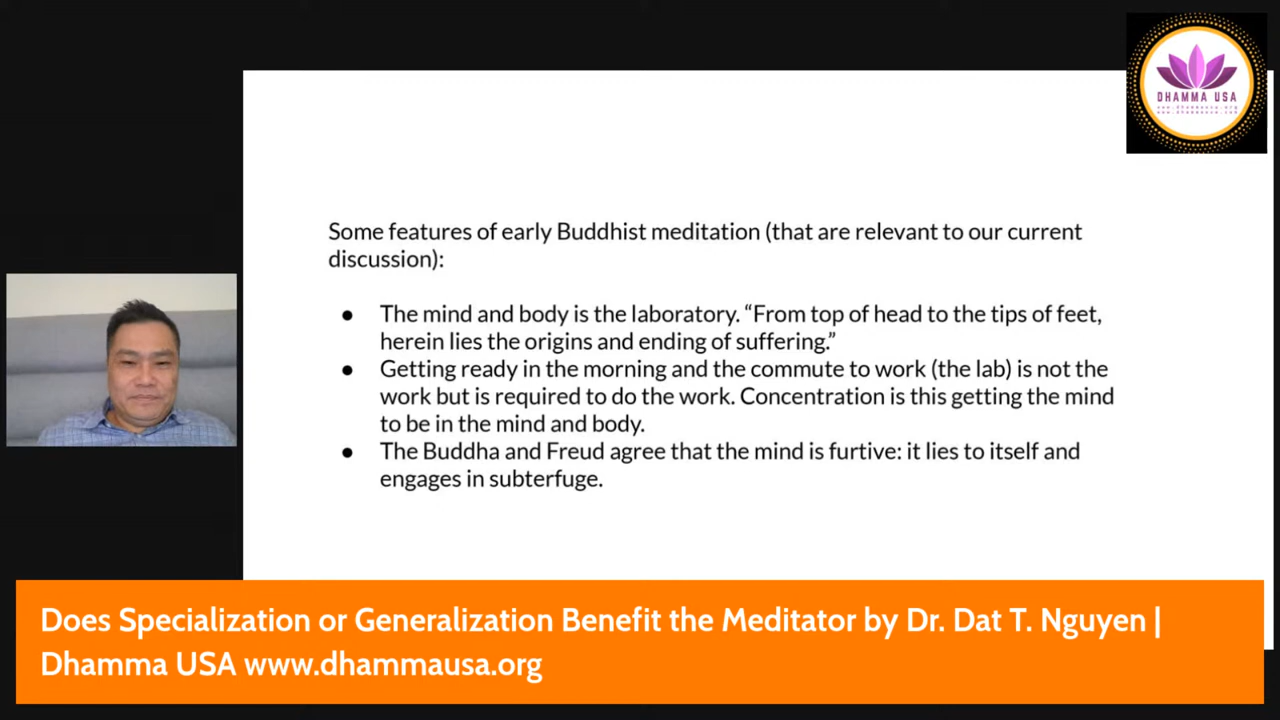 DHAMMA USA
Some features of early Buddhist meditation (that are relevant to our current
discussion):
● The mind and body is the laboratory. “From top of head to the tips of feet,
herein lies the origins and ending of suffering.”
● Getting ready in the morning and the commute to work (the lab) is not the
work but is required to do the work. Concentration is this getting the mind
to be in the mind and body.
● The Buddha and Freud agree that the mind is furtive: it lies to itself and
engages in subterfuge.
Does Specialization or Generalization Benefit the Meditator by Dr. Dat T. Nguyen |
Dhamma USA www.dhammausa.org